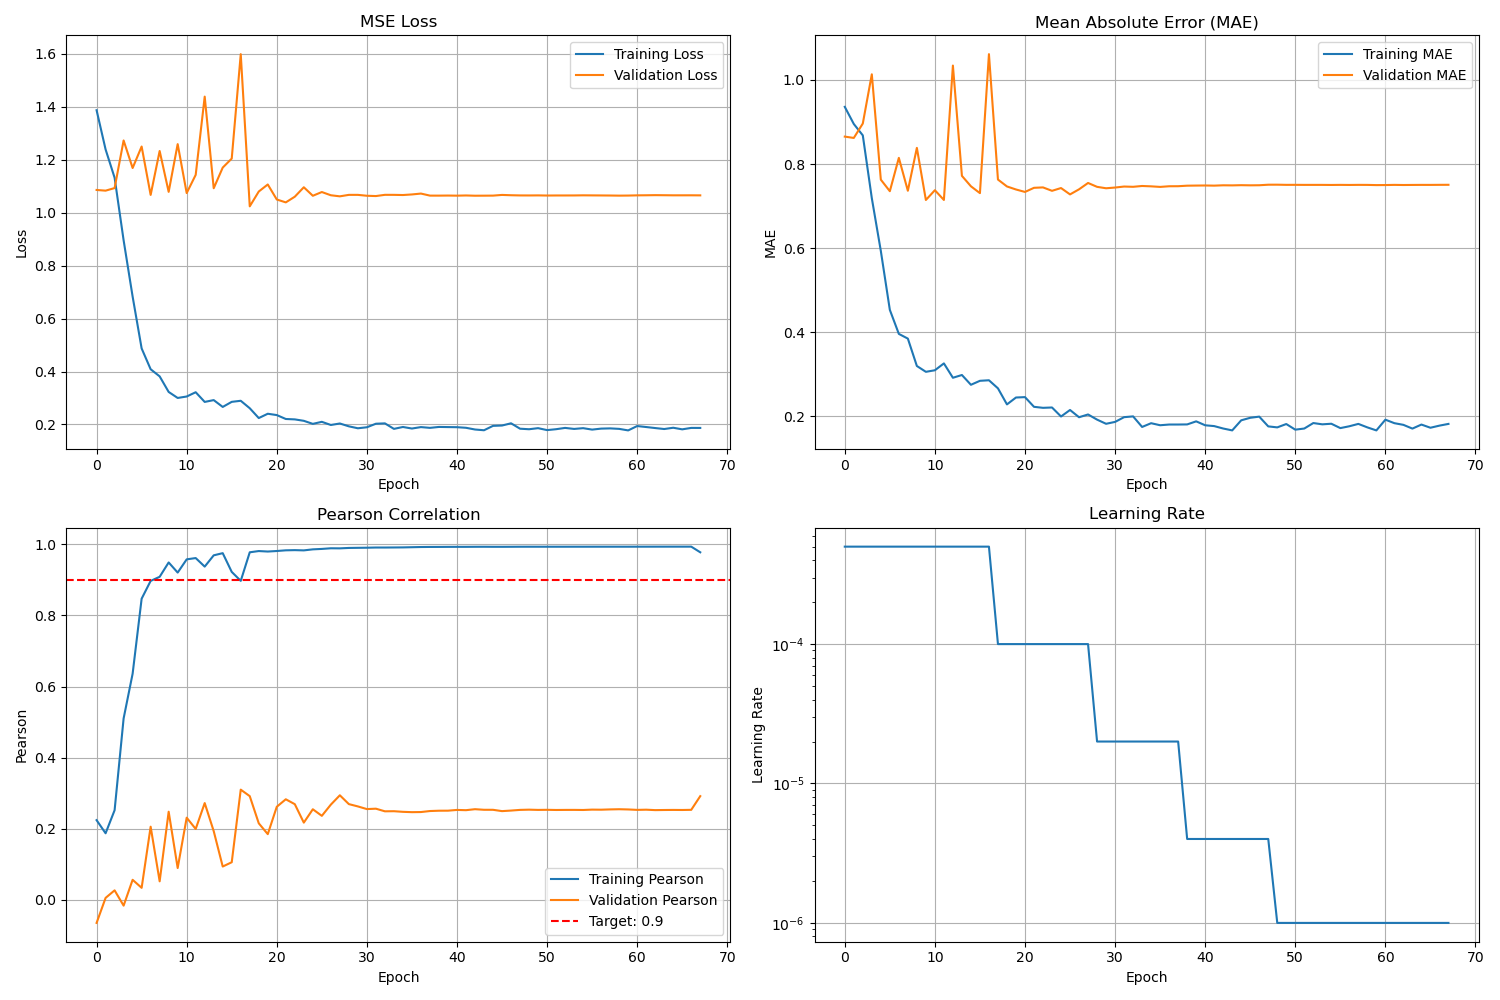 MSE Loss
1.6
1.4
1.2
1.0
0.8
0.6
0.4
0.2
Loss
Training Loss
Validation Loss
0 10 20 30 40 50 60 70
Epoch
Mean Absolute Error (MAE)
1.0
0.8
0.6
0.4
0.2
MAE
Training MAE
Validation MAE
0 10 20 30 40 50 60 70
Epoch
Pearson Correlation
1.0
0.8
0.6
0.4
0.2
0.0
Pearson
Training Pearson
Validation Pearson
Target: 0.9
0 10 20 30 40 50 60 70
Epoch
Learning Rate
10⁻⁴
10⁻⁵
10⁻⁶
Learning Rate
0 10 20 30 40 50 60 70
Epoch